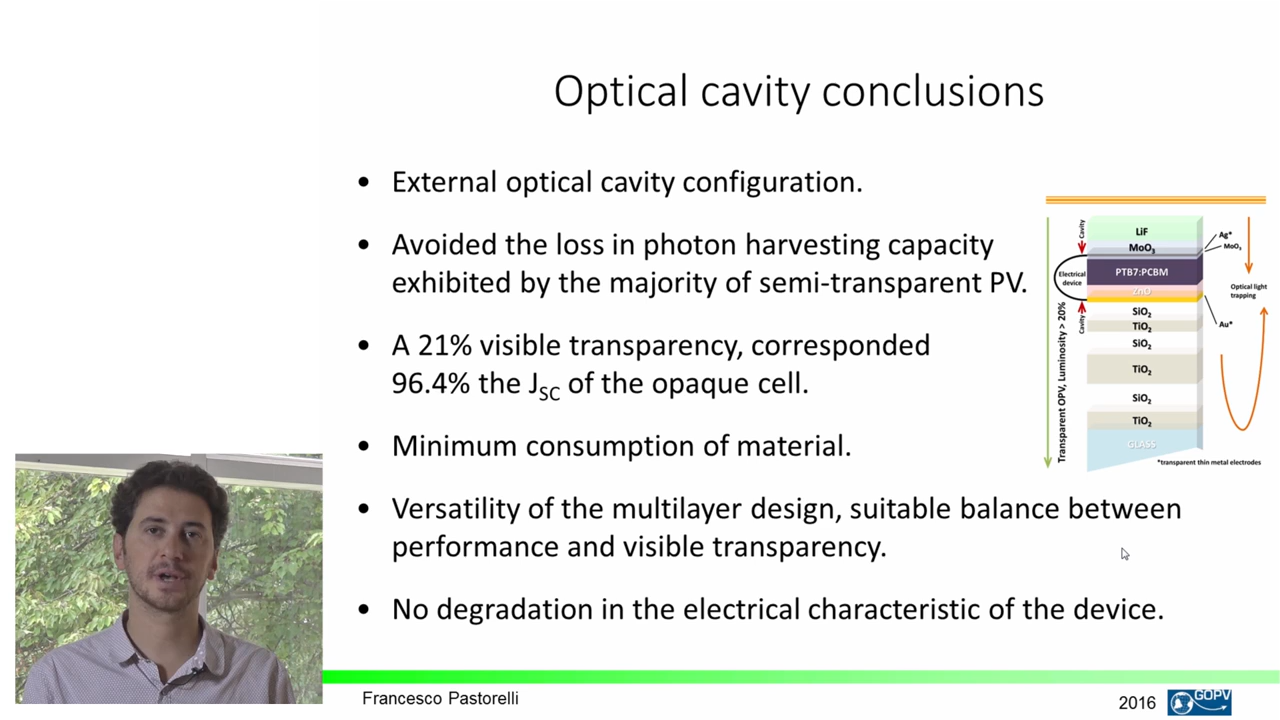 Optical cavity conclusions
• External optical cavity configuration.
• Avoided the loss in photon harvesting capacity
exhibited by the majority of semi-transparent PV.
• A 21% visible transparency, corresponded
96.4% the JSC of the opaque cell.
• Minimum consumption of material.
• Versatility of the multilayer design, suitable balance between
performance and visible transparency.
• No degradation in the electrical characteristic of the device.
Cavity
LiF
MoO3
Ag*
MoO3
Electrical
device
PTB7:PCBM
ZnO
Optical light
trapping
Cavity
SiO2
TiO2
Au*
SiO2
TiO2
SiO2
TiO2
GLASS
Transparent OPV, Luminosity > 20%
*transparent thin metal electrodes
Francesco Pastorelli
2016
GOPV